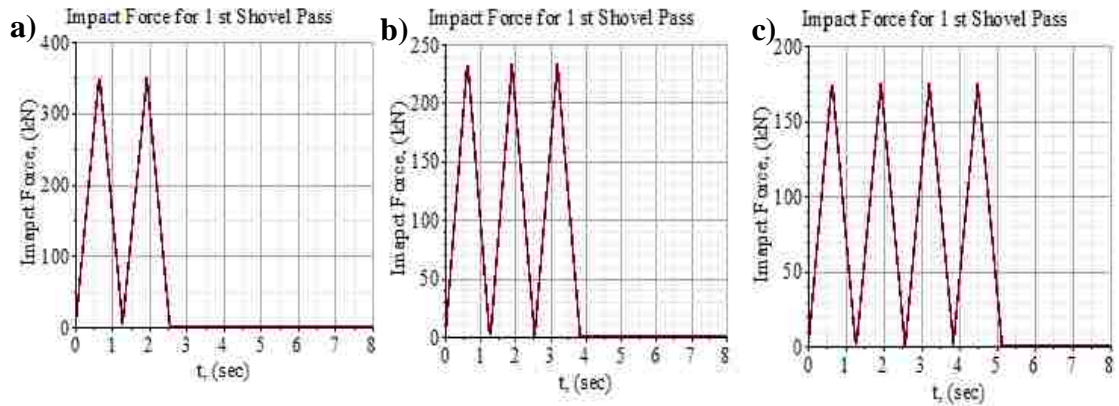 a)
Impact Force for 1 st Shovel Pass
Imapct Force, (kN)
400
300
200
100
0
0 1 2 3 4 5 6 7 8
t, (sec)
b)
Impact Force for 1 st Shovel Pass
Imapct Force, (kN)
250
200
150
100
50
0
0 1 2 3 4 5 6 7 8
t, (sec)
c)
Impact Force for 1 st Shovel Pass
Imapct Force, (kN)
200
150
100
50
0
0 1 2 3 4 5 6 7 8
t, (sec)